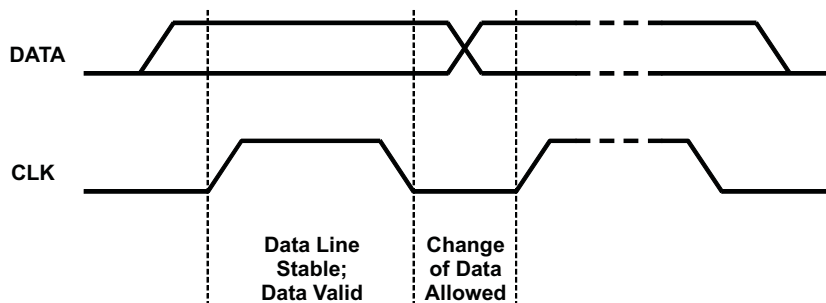 DATA
CLK
Data Line
Stable;
Data Valid
Change
of Data
Allowed